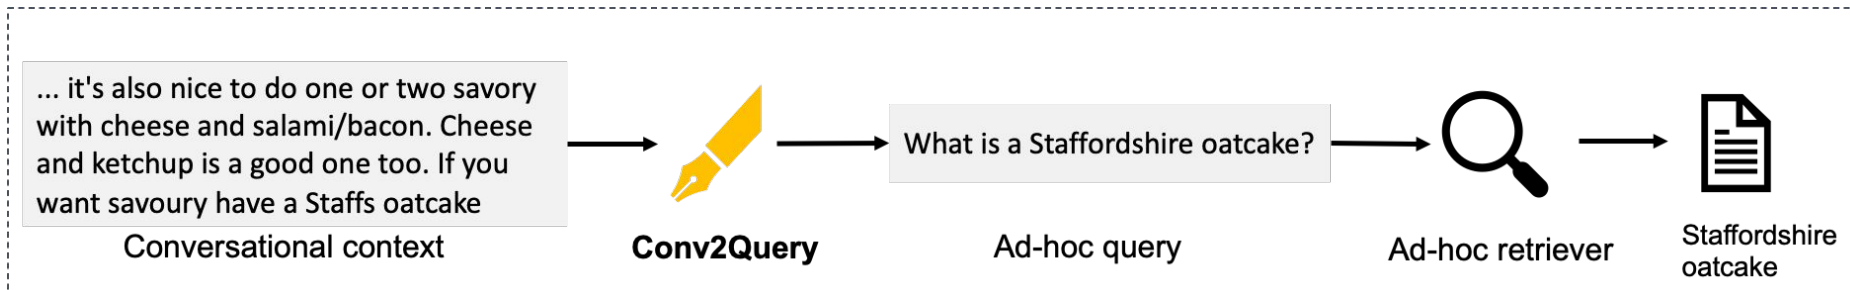 ... it's also nice to do one or two savory
with cheese and salami/bacon. Cheese
and ketchup is a good one too. If you
want savoury have a Staffs oatcake
Conversational context
Conv2Query
What is a Staffordshire oatcake?
Ad-hoc query
Ad-hoc retriever
Staffordshire
oatcake